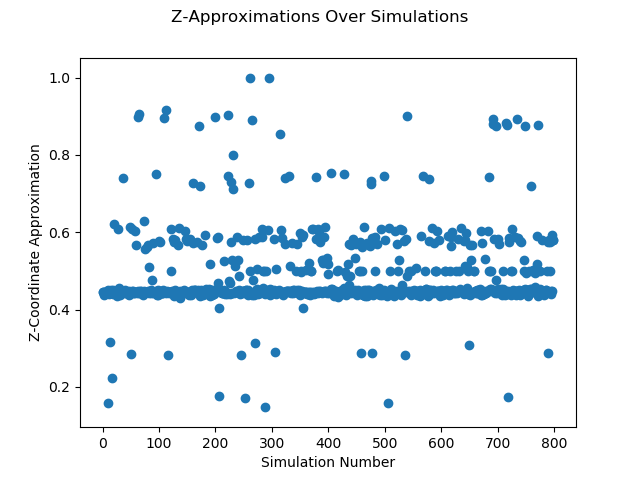 Z-Approximations Over Simulations
1.0
0.8
0.6
0.4
0.2
Z-Coordinate Approximation
0 100 200 300 400 500 600 700 800
Simulation Number